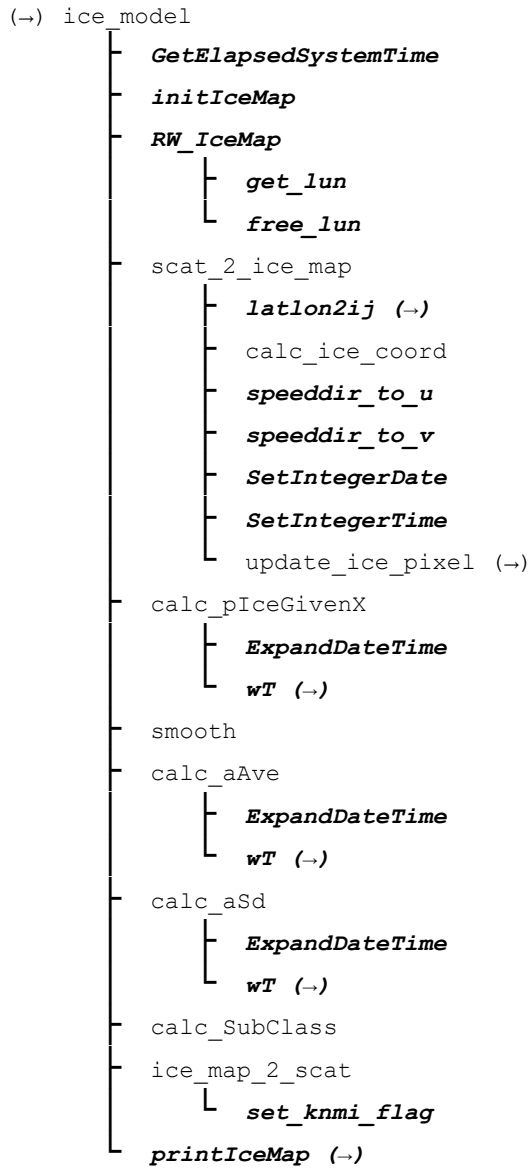 (→) ice_model
GetElapsedSystemTime
initIceMap
RW_IceMap
get_lun
free_lun
scat_2_ice_map
latlon2ij (→)
calc_ice_coord
speeddir_to_u
speeddir_to_v
SetIntegerDate
SetIntegerTime
update_ice_pixel (→)
calc_pIceGivenX
ExpandDateTime
wT (→)
smooth
calc_aAve
ExpandDateTime
wT (→)
calc_aSd
ExpandDateTime
wT (→)
calc_SubClass
ice_map_2_scat
set_knmi_flag
printIceMap (→)